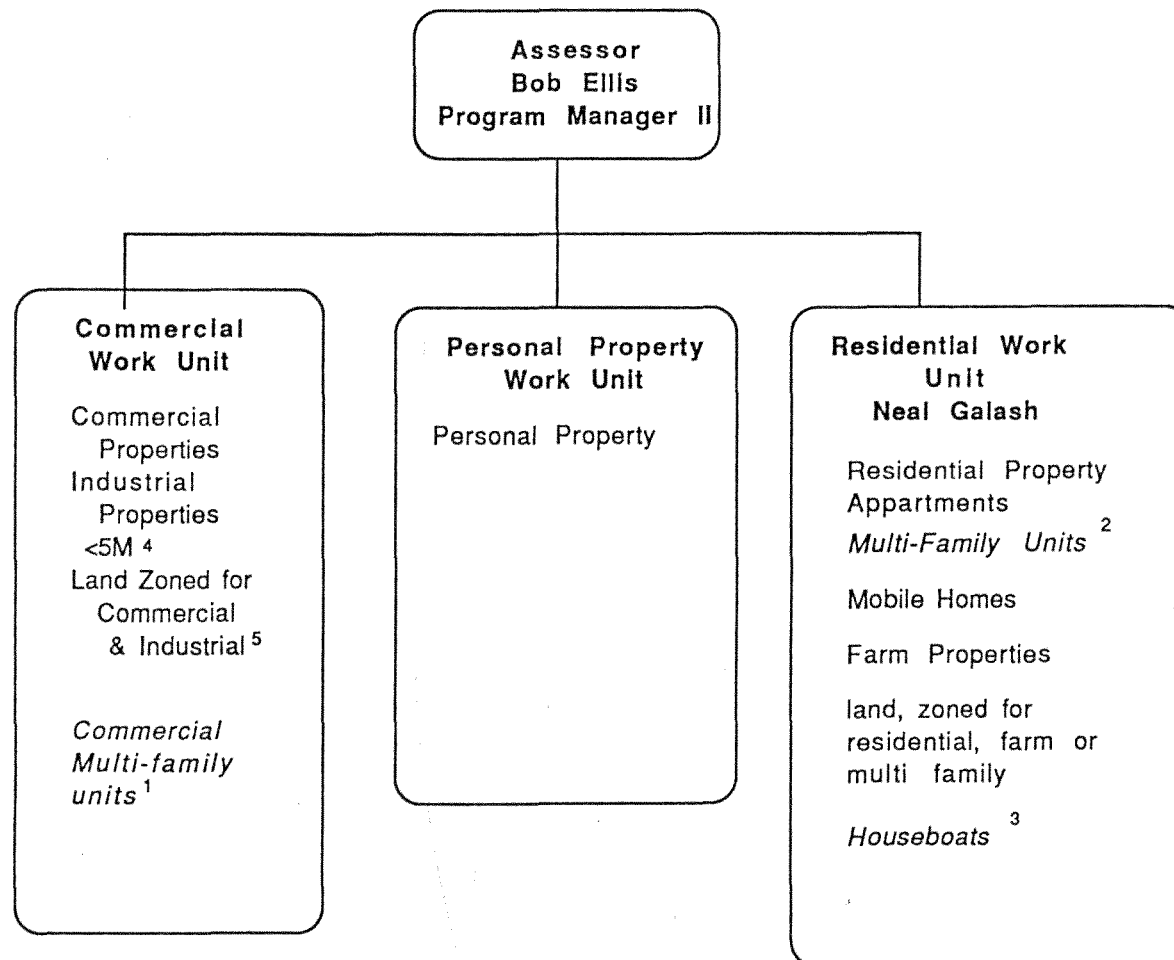 Assessor
Bob Ellis
Program Manager II
Commercial
Work Unit
Commercial
Properties
Industrial
Properties
<5M 4
Land Zoned for
Commercial
& Industrial 5
Commercial
Multi-family
units 1
Personal Property
Work Unit
Personal Property
Residential Work
Unit
Neal Galash
Residential Property
Appartments
Multi-Family Units 2
Mobile Homes
Farm Properties
land, zoned for
residential, farm or
multi family
Houseboats 3